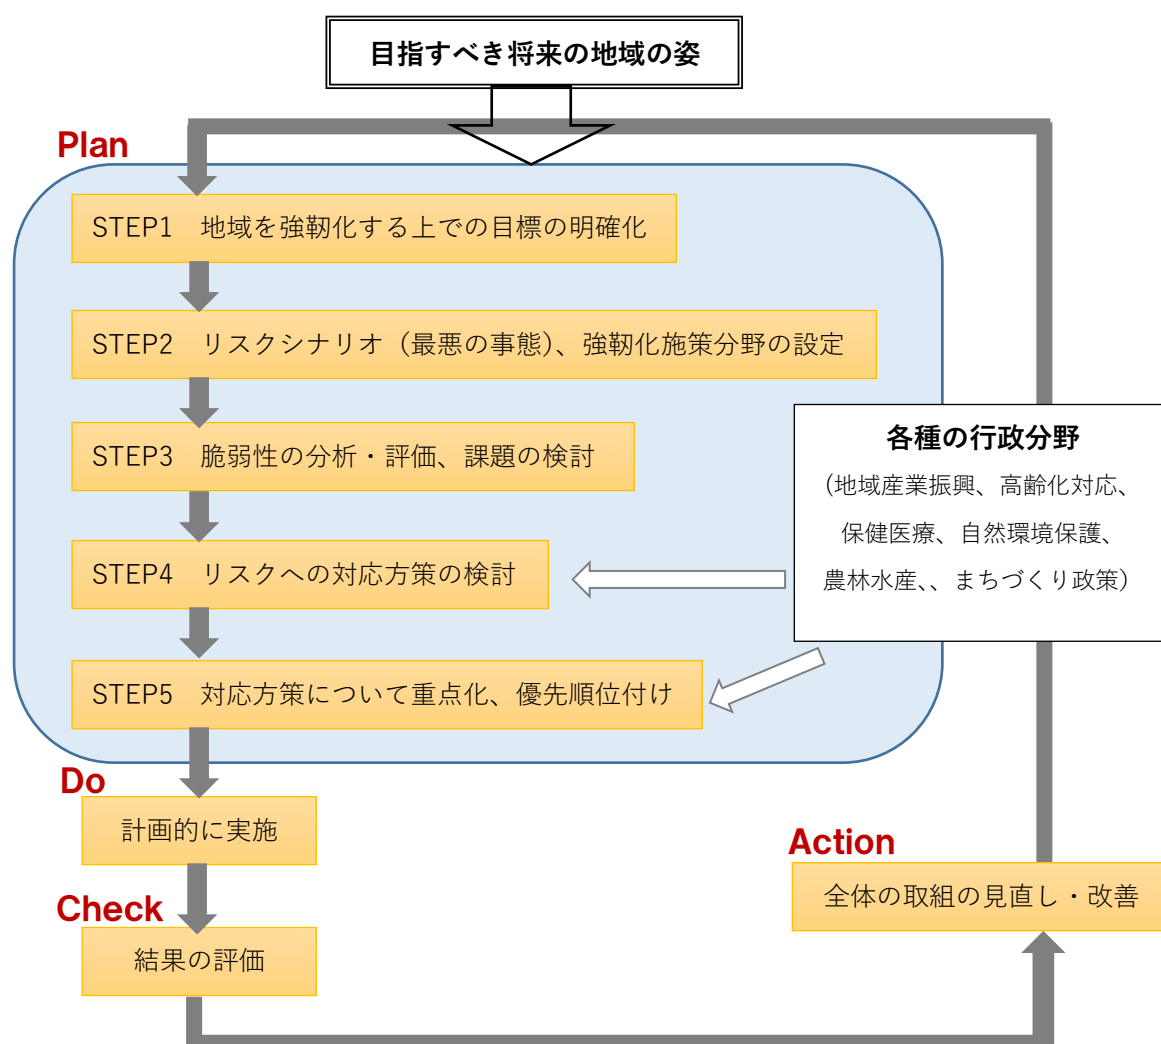 目指すべき将来の地域の姿
Plan
STEP1　地域を強靭化する上での目標の明確化
STEP2　リスクシナリオ（最悪の事態）、強靭化施策分野の設定
STEP3　脆弱性の分析・評価、課題の検討
STEP4　リスクへの対応方策の検討
STEP5　対応方策について重点化、優先順位付け
各種の行政分野
(地域産業振興、高齢化対応、
保健医療、自然環境保護、
農林水産、、まちづくり政策)
Do
計画的に実施
Check
結果の評価
Action
全体の取組の見直し・改善